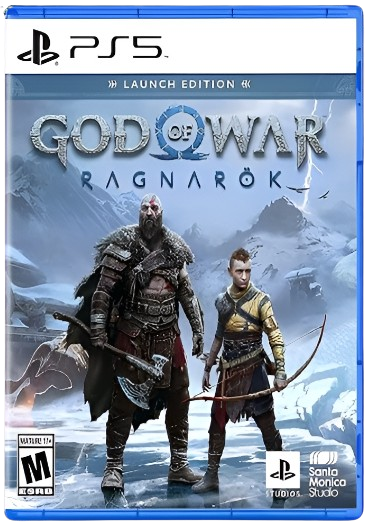 PS5
LAUNCH EDITION
GOD OF WAR
RAGNARÖK
MATURE 17+
M
ESRB
STUDIOS
Santa
Monica
Studio